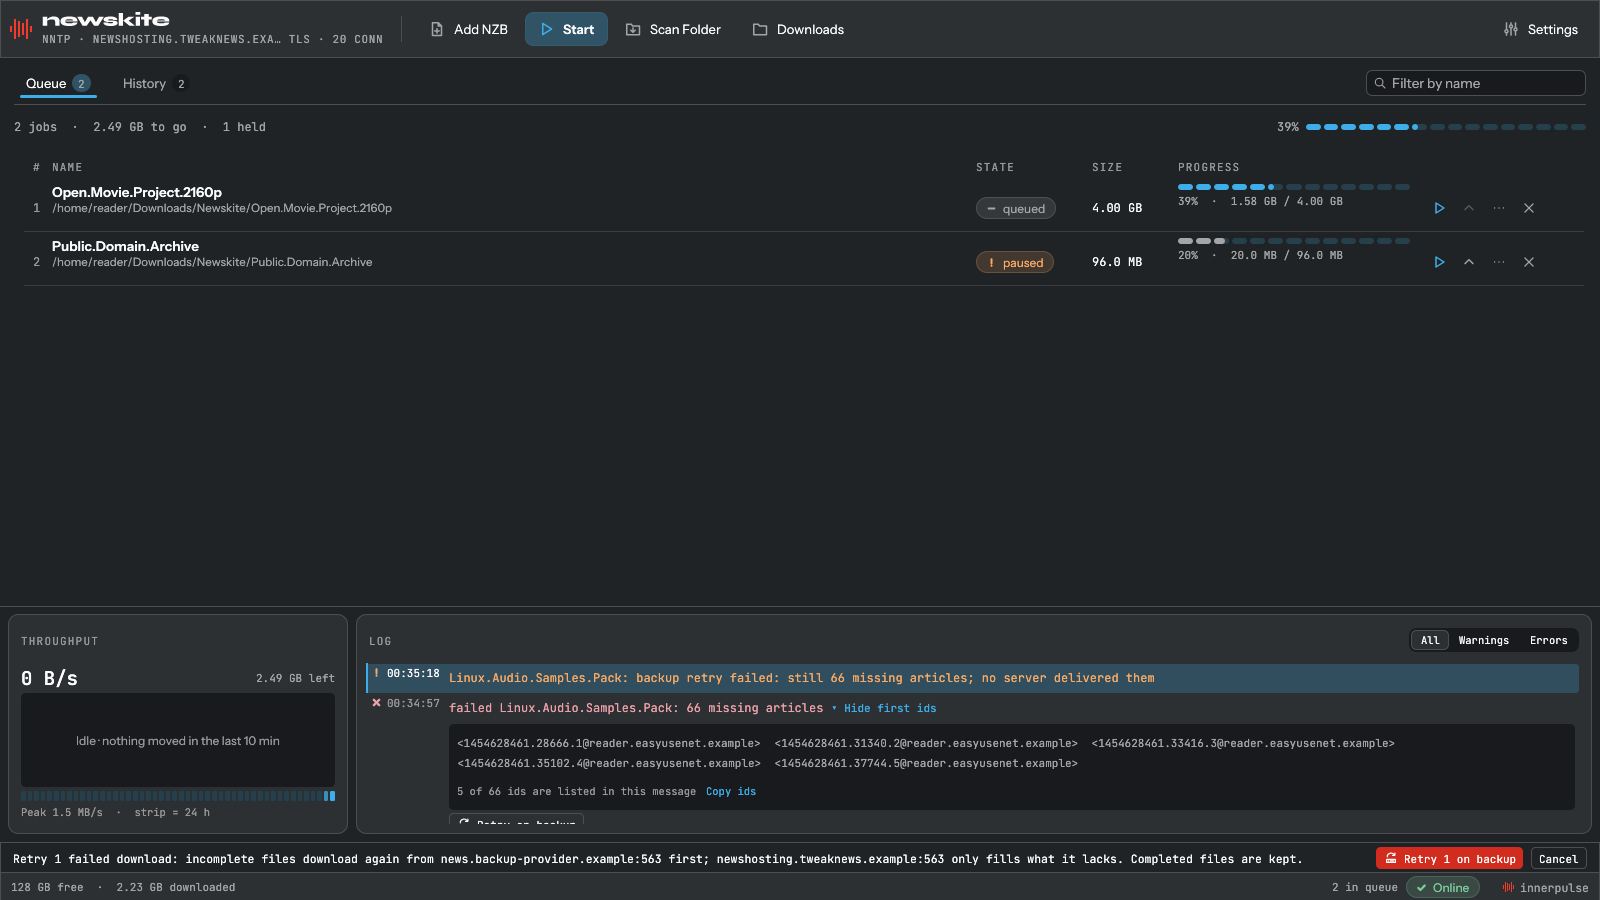 newskite
NNTP · NEWSHOSTING.TWEAKNEWS.EXA… TLS · 20 CONN
Add NZB
Start
Scan Folder
Downloads
Settings
Queue 2
History 2
Filter by name
2 jobs · 2.49 GB to go · 1 held
39%
# NAME STATE SIZE PROGRESS
Open.Movie.Project.2160p
1 /home/reader/Downloads/Newskite/Open.Movie.Project.2160p
queued
4.00 GB
39% · 1.58 GB / 4.00 GB
Public.Domain.Archive
2 /home/reader/Downloads/Newskite/Public.Domain.Archive
paused
96.0 MB
20% · 20.0 MB / 96.0 MB
THROUGHPUT
0 B/s
2.49 GB left
Idle · nothing moved in the last 10 min
Peak 1.5 MB/s · strip = 24 h
LOG
All Warnings Errors
00:35:18 Linux.Audio.Samples.Pack: backup retry failed: still 66 missing articles; no server delivered them
00:34:57 failed Linux.Audio.Samples.Pack: 66 missing articles ▾ Hide first ids
<1454628461.28666.1@reader.easyusenet.example> <1454628461.31340.2@reader.easyusenet.example> <1454628461.33416.3@reader.easyusenet.example>
<1454628461.35102.4@reader.easyusenet.example> <1454628461.37744.5@reader.easyusenet.example>
5 of 66 ids are listed in this message Copy ids
Retry on backup
Retry 1 failed download: incomplete files download again from news.backup-provider.example:563 first; newshosting.tweaknews.example:563 only fills what it lacks. Completed files are kept.
Retry 1 on backup
Cancel
128 GB free · 2.23 GB downloaded
2 in queue
Online
innerpulse